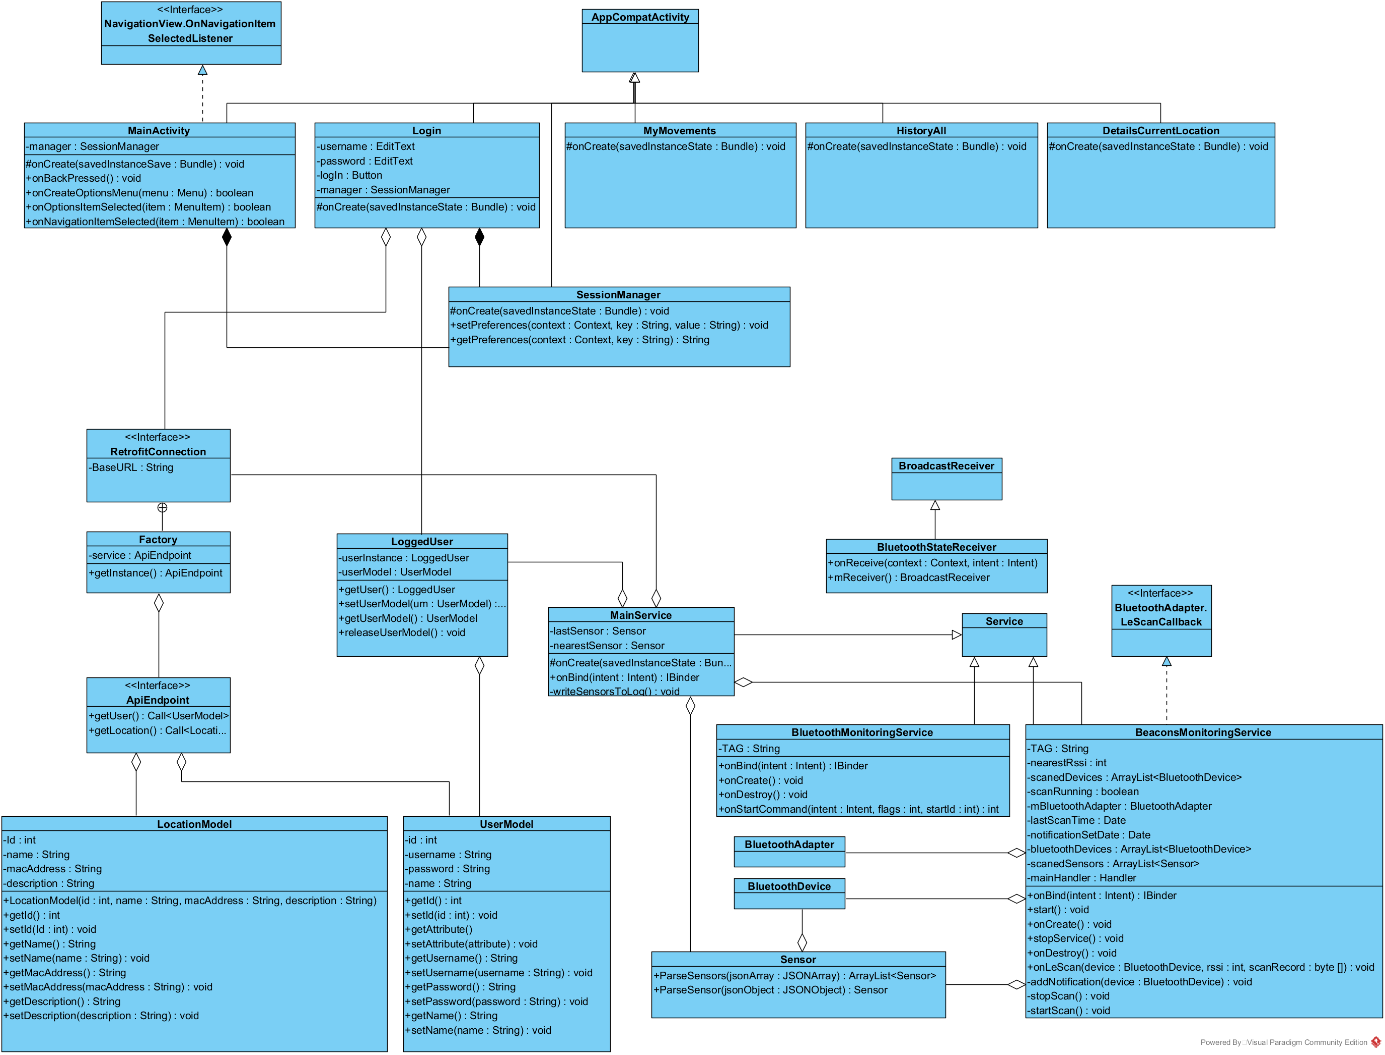 <<Interface>>
NavigationView.OnNavigationItem
SelectedListener
AppCompatActivity
MainActivity
-manager : SessionManager
#onCreate(savedInstanceSave : Bundle) : void
+onBackPressed() : void
+onCreateOptionsMenu(menu : Menu) : boolean
+onOptionsItemSelected(item : MenuItem) : boolean
+onNavigationItemSelected(item : MenuItem) : boolean
Login
-username : EditText
-password : EditText
-logIn : Button
-manager : SessionManager
#onCreate(savedInstanceState : Bundle) : void
MyMovements
#onCreate(savedInstanceState : Bundle) : void
HistoryAll
#onCreate(savedInstanceState : Bundle) : void
DetailsCurrentLocation
#onCreate(savedInstanceState : Bundle) : void
SessionManager
#onCreate(savedInstanceState : Bundle) : void
+setPreferences(context : Context, key : String, value : String) : void
+getPreferences(context : Context, key : String) : String
<<Interface>>
RetrofitConnection
-BaseURL : String
Factory
-service : ApiEndpoint
+getInstance() : ApiEndpoint
<<Interface>>
ApiEndpoint
+getUser() : Call<UserModel>
+getLocation() : Call<Locati...
LoggedUser
-userInstance : LoggedUser
-userModel : UserModel
+getUser() : LoggedUser
+setUserModel(um : UserModel) :...
+getUserModel() : UserModel
+releaseUserModel() : void
BroadcastReceiver
BluetoothStateReceiver
+onReceive(context : Context, intent : Intent)
+mReceiver() : BroadcastReceiver
<<Interface>>
BluetoothAdapter.
LeScanCallback
MainService
-lastSensor : Sensor
-nearestSensor : Sensor
#onCreate(savedInstanceState : Bun...
+onBind(intent : Intent) : IBinder
-writeSensorsToLog() : void
Service
BluetoothMonitoringService
-TAG : String
+onBind(intent : Intent) : IBinder
+onCreate() : void
+onDestroy() : void
+onStartCommand(intent : Intent, flags : int, startId : int) : int
BeaconsMonitoringService
-TAG : String
-nearestRssi : int
-scanedDevices : ArrayList<BluetoothDevice>
-scanRunning : boolean
-mBluetoothAdapter : BluetoothAdapter
-lastScanTime : Date
-notificationSetDate : Date
-bluetoothDevices : ArrayList<BluetoothDevice>
-scanedSensors : ArrayList<Sensor>
-mainHandler : Handler
+onBind(intent : Intent) : IBinder
+start() : void
+onCreate() : void
+stopService() : void
+onDestroy() : void
+onLeScan(device : BluetoothDevice, rssi : int, scanRecord : byte []) : void
-addNotification(device : BluetoothDevice) : void
-stopScan() : void
-startScan() : void
BluetoothAdapter
BluetoothDevice
Sensor
+ParseSensors(jsonArray : JSONArray) : ArrayList<Sensor>
+ParseSensor(jsonObject : JSONObject) : Sensor
LocationModel
-Id : int
-name : String
-macAddress : String
-description : String
+LocationModel(id : int, name : String, macAddress : String, description : String)
+getId() : int
+setId(Id : int) : void
+getName() : String
+setName(name : String) : void
+getMacAddress() : String
+setMacAddress(macAddress : String) : void
+getDescription() : String
+setDescription(description : String) : void
UserModel
-id : int
-username : String
-password : String
-name : String
+getId() : int
+setId(id : int) : void
+getAttribute()
+setAttribute(attribute) : void
+getUsername() : String
+setUsername(username : String) : void
+getPassword() : String
+setPassword(password : String) : void
+getName() : String
+setName(name : String) : void
Powered By : Visual Paradigm Community Edition